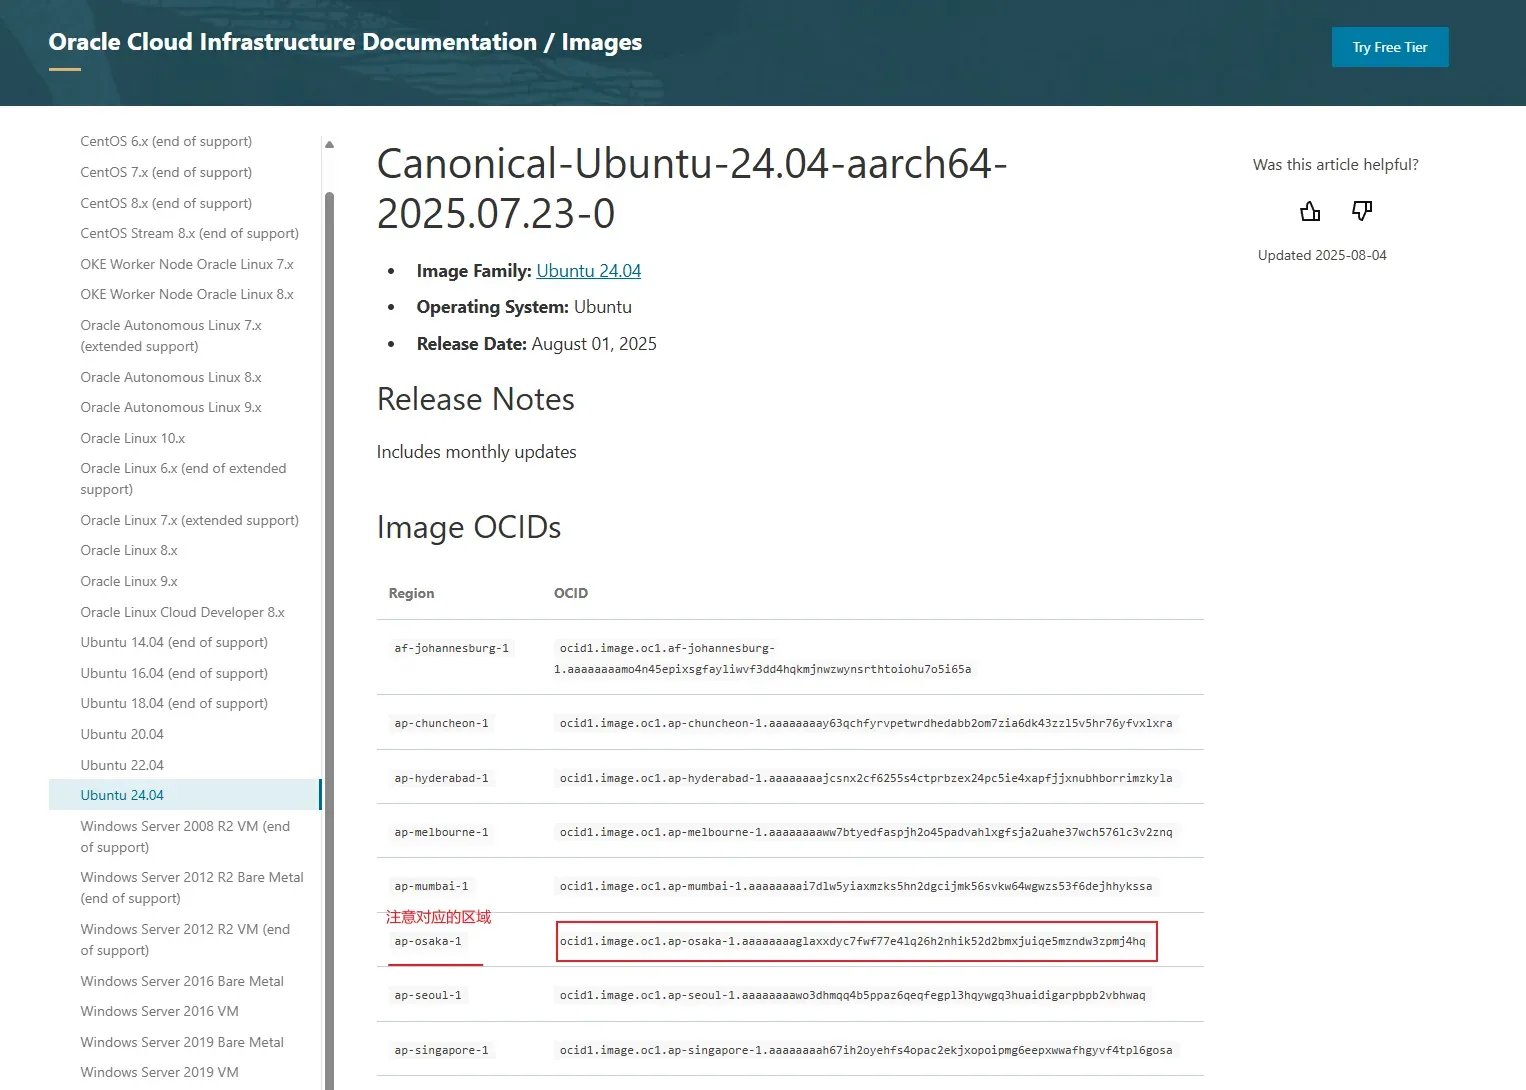 Oracle Cloud Infrastructure Documentation / Images
Try Free Tier
CentOS 6.x (end of support)
CentOS 7.x (end of support)
CentOS 8.x (end of support)
CentOS Stream 8.x (end of support)
OKE Worker Node Oracle Linux 7.x
OKE Worker Node Oracle Linux 8.x
Oracle Autonomous Linux 7.x
(extended support)
Oracle Autonomous Linux 8.x
Oracle Autonomous Linux 9.x
Oracle Linux 10.x
Oracle Linux 6.x (end of extended
support)
Oracle Linux 7.x (extended support)
Oracle Linux 8.x
Oracle Linux 9.x
Oracle Linux Cloud Developer 8.x
Ubuntu 14.04 (end of support)
Ubuntu 16.04 (end of support)
Ubuntu 18.04 (end of support)
Ubuntu 20.04
Ubuntu 22.04
Ubuntu 24.04
Windows Server 2008 R2 VM (end
of support)
Windows Server 2012 R2 Bare Metal
(end of support)
Windows Server 2012 R2 VM (end
of support)
Windows Server 2016 Bare Metal
Windows Server 2016 VM
Windows Server 2019 Bare Metal
Windows Server 2019 VM
Canonical-Ubuntu-24.04-aarch64-
2025.07.23-0
Image Family: Ubuntu 24.04
Operating System: Ubuntu
Release Date: August 01, 2025
Release Notes
Includes monthly updates
Image OCIDs
Region OCID
af-johannesburg-1 ocid1.image.oc1.af-johannesburg-
1.aaaaaaaamo4n45epixsgfayliwvf3dd4hqkmjnwzwynsrthtoiohu7o5i65a
ap-chuncheon-1 ocid1.image.oc1.ap-chuncheon-1.aaaaaaaay63qchfyrvpetwrdhedabb2om7zia6dk43zzl5v5hr76yfvxlxra
ap-hyderabad-1 ocid1.image.oc1.ap-hyderabad-1.aaaaaaaajcsnx2cf6255s4ctprbzex24pc5ie4xapfjjxnubhborrimzkyla
ap-melbourne-1 ocid1.image.oc1.ap-melbourne-1.aaaaaaaaww7btyedfaspjh2o45padvahlxgfsja2uahe37wch576lc3v2znq
ap-mumbai-1 ocid1.image.oc1.ap-mumbai-1.aaaaaaaai7dlw5yiaxmzks5hn2dgcijmk56svkw64wgwzs53f6dejhhykssa
注意对应的区域
ap-osaka-1 ocid1.image.oc1.ap-osaka-1.aaaaaaaaglaxxdyc7fwf77e4lq26h2nhik52d2bmxjuiqe5mzndw3zpmj4hq
ap-seoul-1 ocid1.image.oc1.ap-seoul-1.aaaaaaaawo3dhmqq4b5ppaz6qeqfegpl3hqywgq3huaidigarpbpb2vbhwaq
ap-singapore-1 ocid1.image.oc1.ap-singapore-1.aaaaaaaah67ih2oyehfs4opac2ekjxopoipmg6eepxwwafhgyvf4tpl6gosa
Was this article helpful?
Updated 2025-08-04